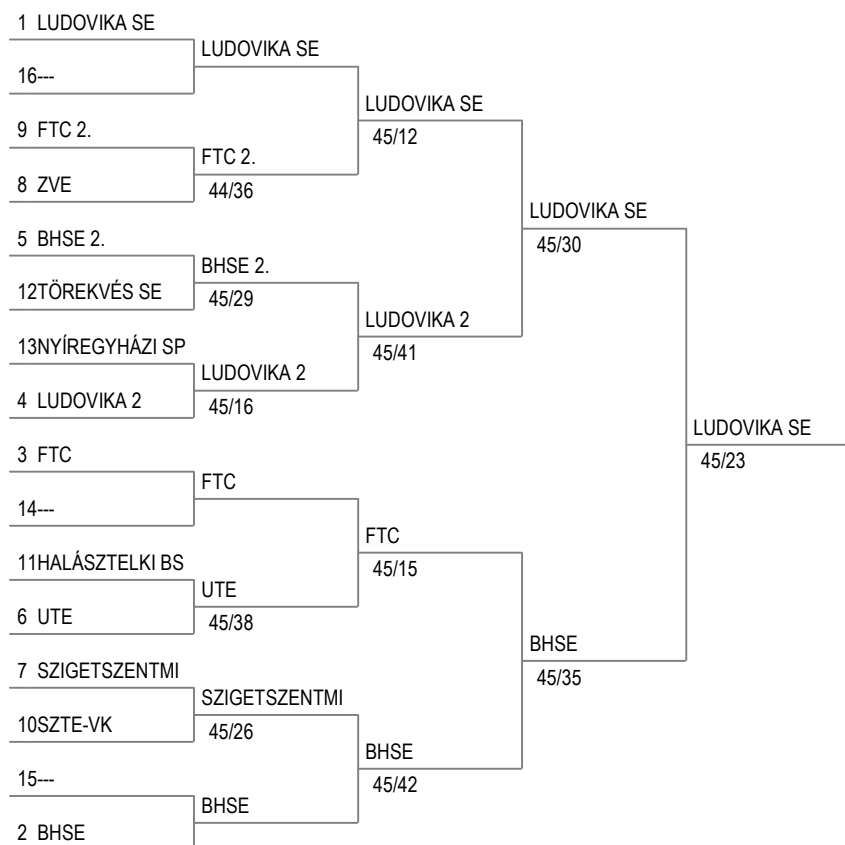 1 LUDOVIKA SE
LUDOVIKA SE
16---
LUDOVIKA SE
45/12
9 FTC 2.
FTC 2.
44/36
8 ZVE
LUDOVIKA SE
45/30
5 BHSE 2.
BHSE 2.
45/29
12TÖREKVÉS SE
LUDOVIKA 2
45/41
13NYÍREGYHÁZI SP
LUDOVIKA 2
45/16
4 LUDOVIKA 2
LUDOVIKA SE
45/23
3 FTC
FTC
14---
FTC
45/15
11HALÁSZTELKI BS
UTE
45/38
6 UTE
BHSE
45/35
7 SZIGETSZENTMI
SZIGETSZENTMI
45/26
10SZTE-VK
BHSE
45/42
15---
BHSE
2 BHSE